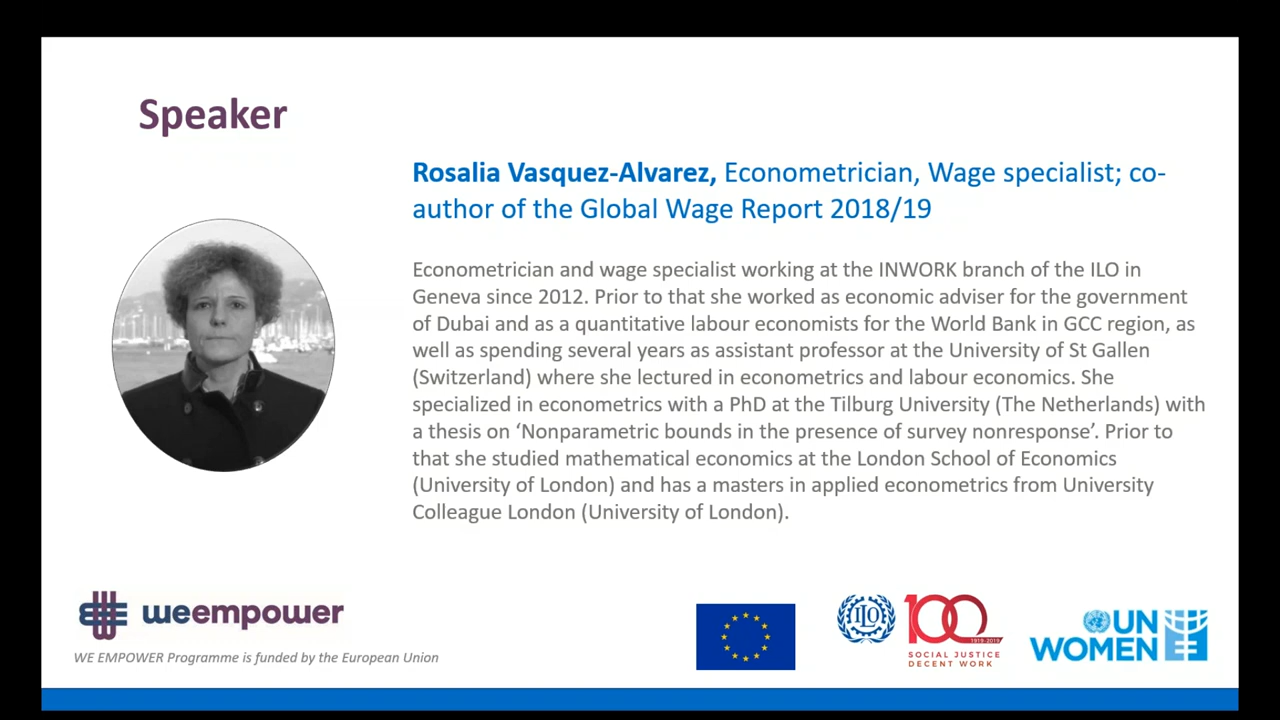 Speaker
Rosalia Vasquez-Alvarez, Econometrician, Wage specialist; co-
author of the Global Wage Report 2018/19
Econometrician and wage specialist working at the INWORK branch of the ILO in
Geneva since 2012. Prior to that she worked as economic adviser for the government
of Dubai and as a quantitative labour economists for the World Bank in GCC region, as
well as spending several years as assistant professor at the University of St Gallen
(Switzerland) where she lectured in econometrics and labour economics. She
specialized in econometrics with a PhD at the Tilburg University (The Netherlands) with
a thesis on ‘Nonparametric bounds in the presence of survey nonresponse’. Prior to
that she studied mathematical economics at the London School of Economics
(University of London) and has a masters in applied econometrics from University
Colleague London (University of London).
weempower
WE EMPOWER Programme is funded by the European Union
ILO
100
1919-2019
SOCIAL JUSTICE
DECENT WORK
UN
WOMEN